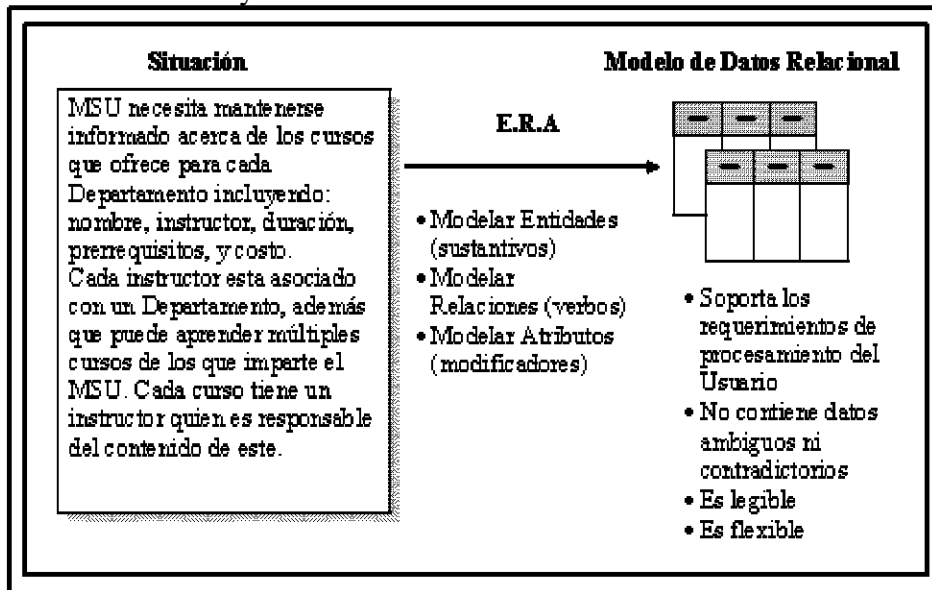 Situación
MSU necesita mantenerse
informado acerca de los cursos
que ofrece para cada
Departamento incluyendo:
nombre, instructor, duración,
prerrequisitos, y costo.
Cada instructor esta asociado
con un Departamento, además
que puede aprender múltiples
cursos de los que imparte el
MSU. Cada curso tiene un
instructor quien es responsable
del contenido de este.
E.R.A
• Modelar Entidades
(sustantivos)
• Modelar
Relaciones (verbos)
• Modelar Atributos
(modificadores)
Modelo de Datos Relacional
• Soporta los
requerimientos de
procesamiento del
Usuario
• No contiene datos
ambiguos ni
contradictorios
• Es legible
• Es flexible